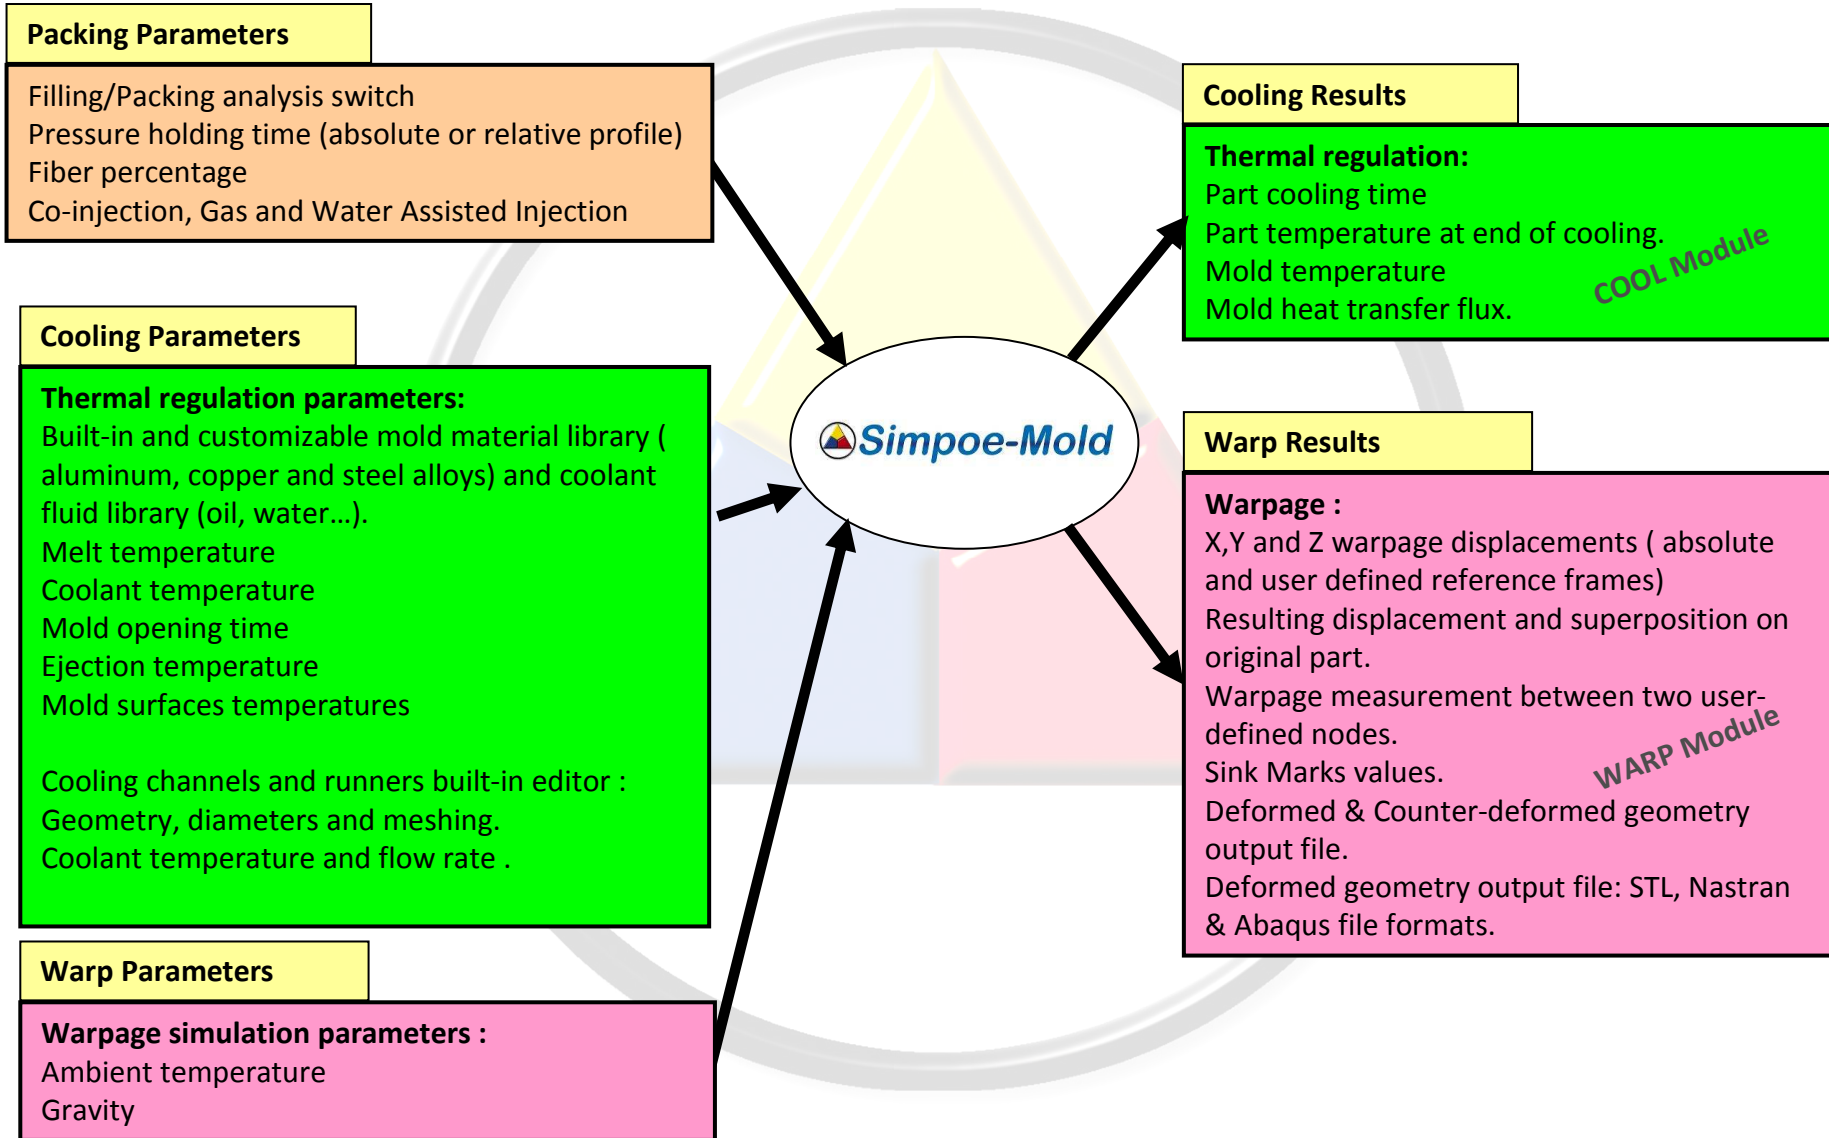 Packing Parameters
Filling/Packing analysis switch
Pressure holding time (absolute or relative profile)
Fiber percentage
Co-injection, Gas and Water Assisted Injection
Cooling Parameters
Thermal regulation parameters:
Built-in and customizable mold material library (
aluminum, copper and steel alloys) and coolant
fluid library (oil, water…).
Melt temperature
Coolant temperature
Mold opening time
Ejection temperature
Mold surfaces temperatures
Cooling channels and runners built-in editor :
Geometry, diameters and meshing.
Coolant temperature and flow rate .
Warp Parameters
Warpage simulation parameters :
Ambient temperature
Gravity
Simpoe-Mold
Cooling Results
Thermal regulation:
Part cooling time
Part temperature at end of cooling.
Mold temperature
Mold heat transfer flux.
COOL Module
Warp Results
Warpage :
X,Y and Z warpage displacements ( absolute
and user defined reference frames)
Resulting displacement and superposition on
original part.
Warpage measurement between two user-
defined nodes.
Sink Marks values.
Deformed & Counter-deformed geometry
output file.
Deformed geometry output file: STL, Nastran
& Abaqus file formats.
WARP Module